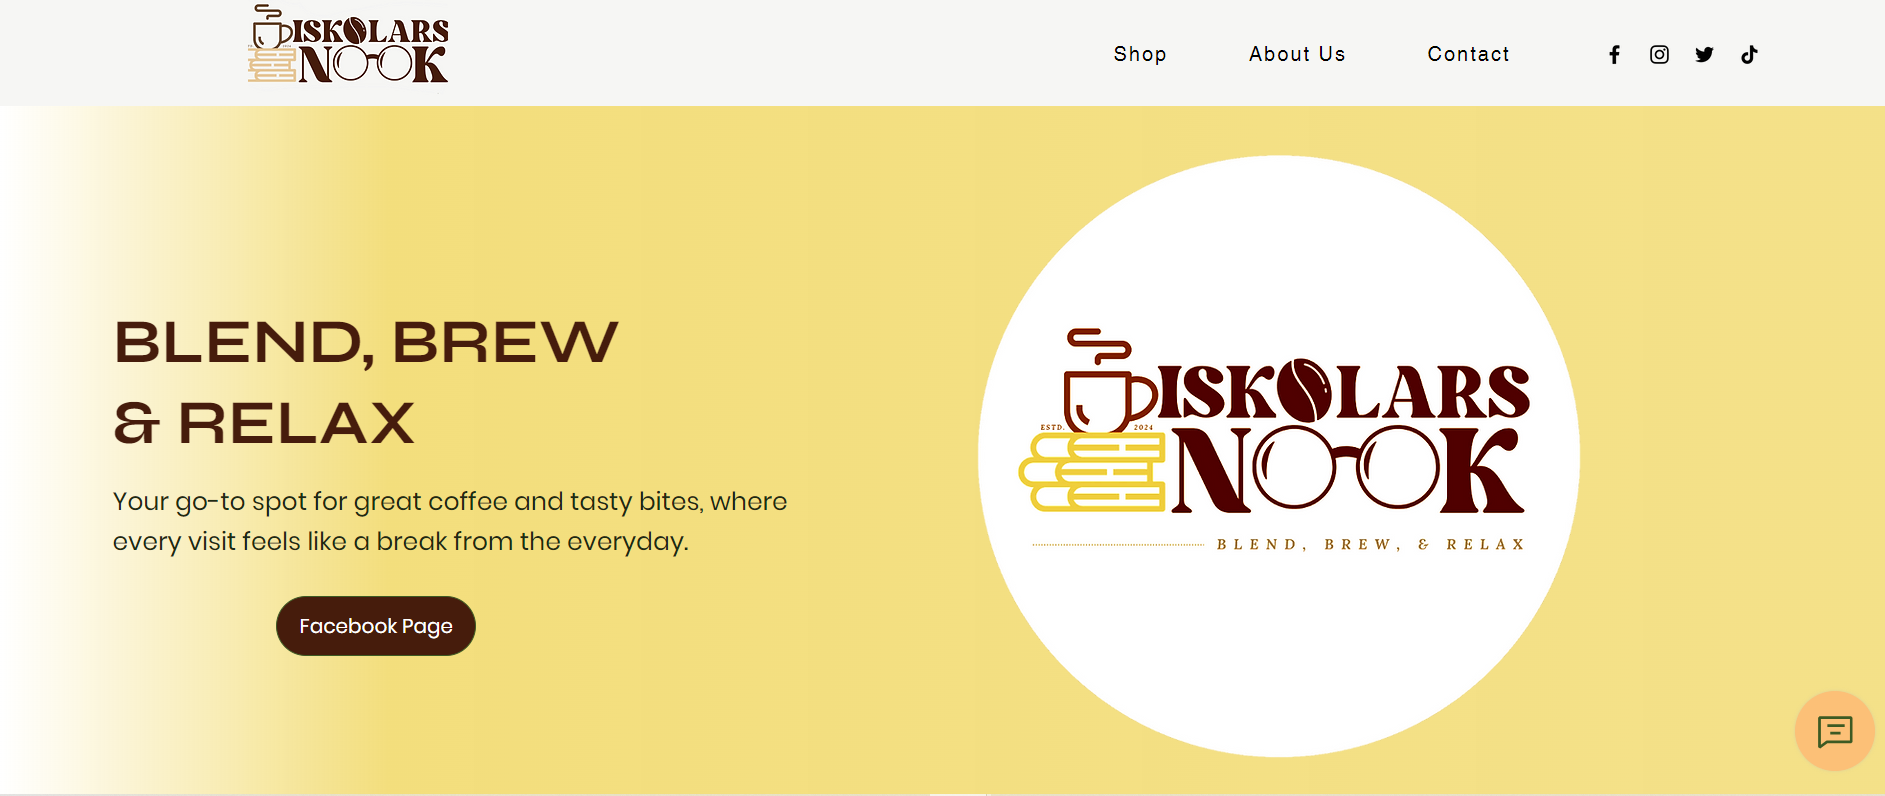 ISKOLARS
NOOK
Shop
About Us
Contact
BLEND, BREW
& RELAX
Your go-to spot for great coffee and tasty bites, where
every visit feels like a break from the everyday.
Facebook Page
ISKOLARS
ESTD. 2024
NOOK
BLEND, BREW, & RELAX